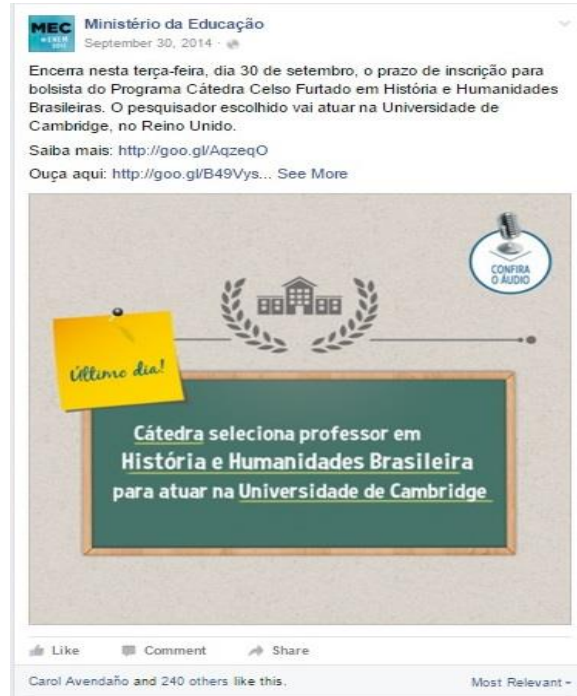 MEC
Ministério da Educação
September 30, 2014 ·
Encerra nesta terça-feira, dia 30 de setembro, o prazo de inscrição para
bolsista do Programa Cátedra Celso Furtado em História e Humanidades
Brasileiras. O pesquisador escolhido vai atuar na Universidade de
Cambridge, no Reino Unido.
Saiba mais: http://goo.gl/AqzeqO
Ouça aqui: http://goo.gl/B49Vys... See More
CONFIRA
O ÁUDIO
Último dia!
Cátedra seleciona professor em
História e Humanidades Brasileira
para atuar na Universidade de Cambridge
Like Comment Share
Carol Avendaño and 240 others like this. Most Relevant